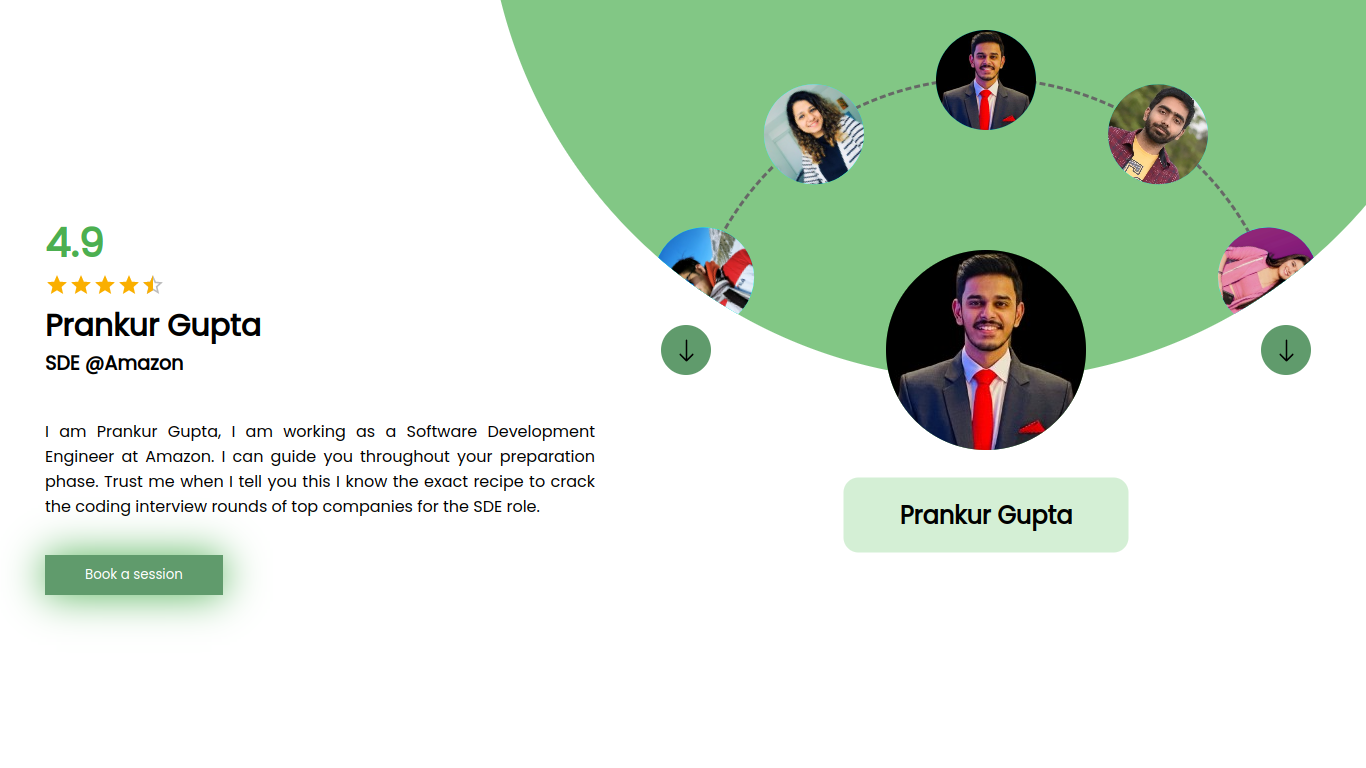 4.9
Prankur Gupta
SDE @Amazon
I am Prankur Gupta, I am working as a Software Development
Engineer at Amazon. I can guide you throughout your preparation
phase. Trust me when I tell you this I know the exact recipe to crack
the coding interview rounds of top companies for the SDE role.
Book a session
Prankur Gupta